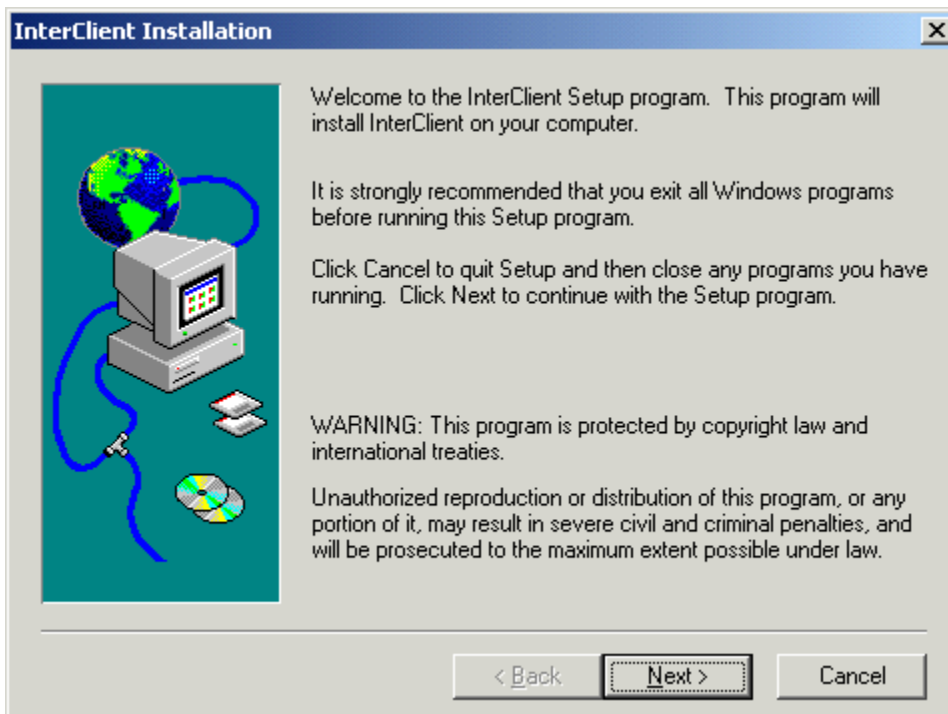 InterClient Installation
Welcome to the InterClient Setup program.  This program will
install InterClient on your computer.
It is strongly recommended that you exit all Windows programs
before running this Setup program.
Click Cancel to quit Setup and then close any programs you have
running.  Click Next to continue with the Setup program.
WARNING: This program is protected by copyright law and
international treaties.
Unauthorized reproduction or distribution of this program, or any
portion of it, may result in severe civil and criminal penalties, and
will be prosecuted to the maximum extent possible under law.
< Back
Next >
Cancel